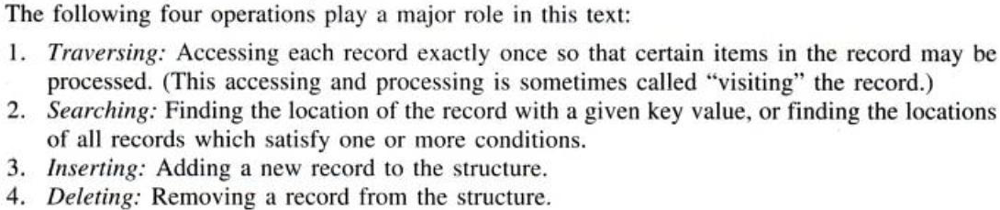 The following four operations play a major role in this text:
1. Traversing: Accessing each record exactly once so that certain items in the record may be
processed. (This accessing and processing is sometimes called “visiting” the record.)
2. Searching: Finding the location of the record with a given key value, or finding the locations
of all records which satisfy one or more conditions.
3. Inserting: Adding a new record to the structure.
4. Deleting: Removing a record from the structure.